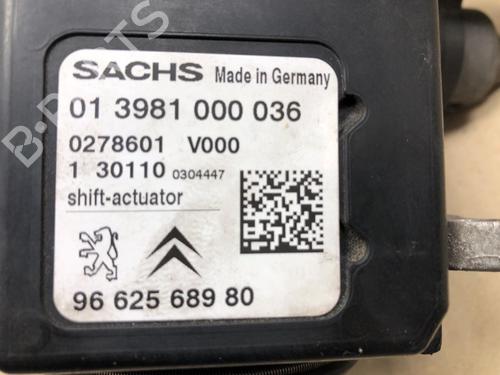 SACHS Made in Germany
01 3981 000 036
0278601 V000
1 30110 0304447
shift-actuator
96 625 689 80
B-PARTS